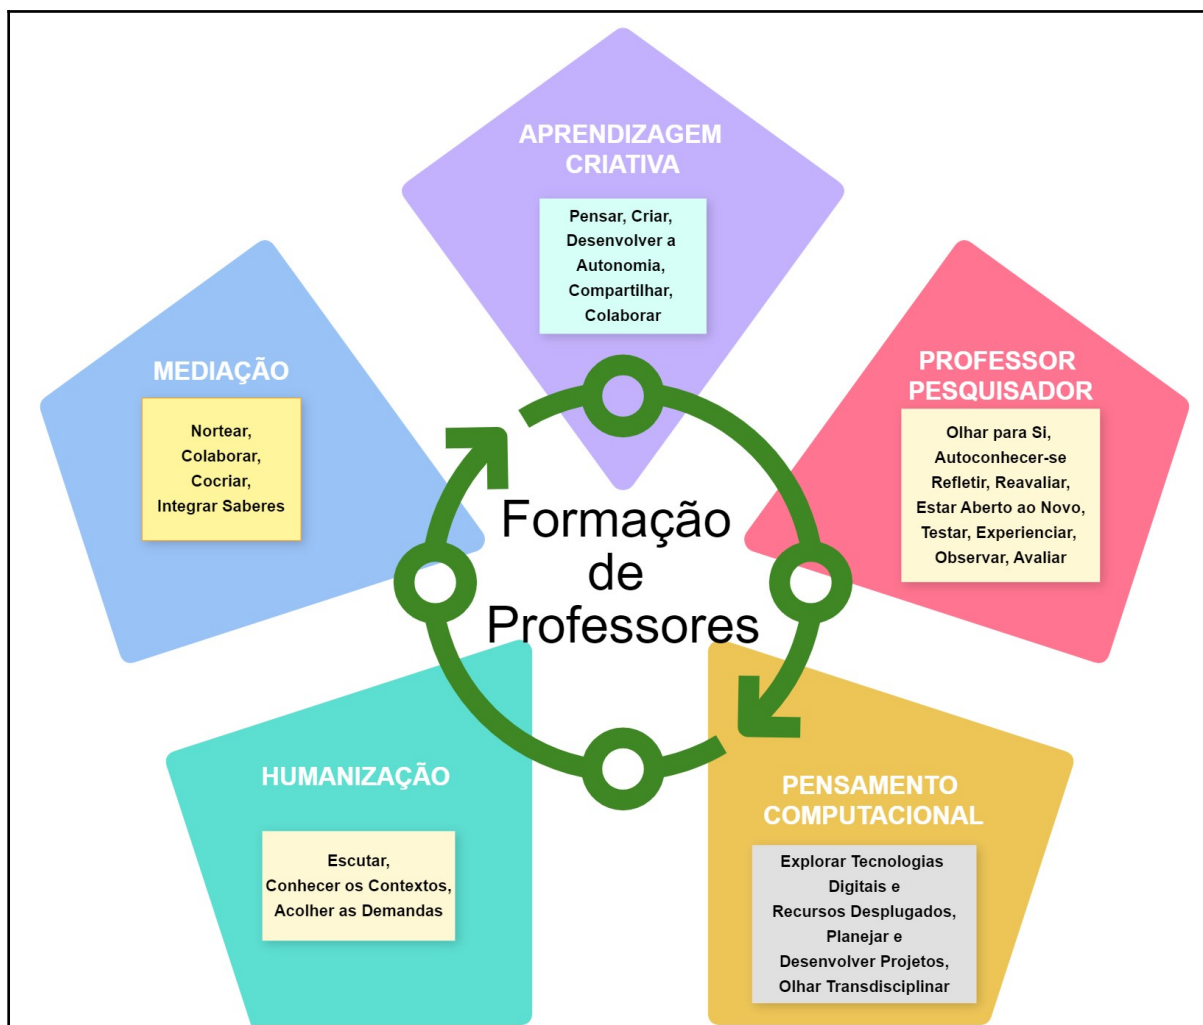 APRENDIZAGEM
CRIATIVA
Pensar, Criar,
Desenvolver a
Autonomia,
Compartilhar,
Colaborar
MEDIAÇÃO
Nortear,
Colaborar,
Cocriar,
Integrar Saberes
PROFESSOR
PESQUISADOR
Olhar para Si,
Autoconhecer-se
Refletir, Reavaliar,
Estar Aberto ao Novo,
Testar, Experienciar,
Observar, Avaliar
Formação
de
Professores
HUMANIZAÇÃO
Escutar,
Conhecer os Contextos,
Acolher as Demandas
PENSAMENTO
COMPUTACIONAL
Explorar Tecnologias
Digitais e
Recursos Desplugados,
Planejar e
Desenvolver Projetos,
Olhar Transdisciplinar